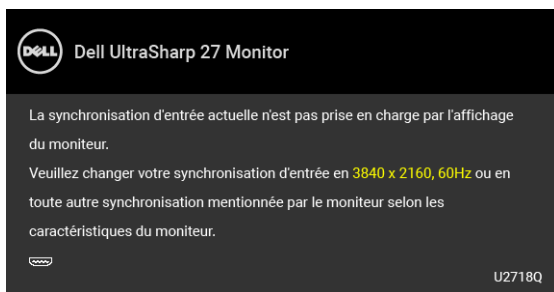 DELL Dell UltraSharp 27 Monitor
La synchronisation d'entrée actuelle n'est pas prise en charge par l'affichage
du moniteur.
Veuillez changer votre synchronisation d'entrée en 3840 x 2160, 60Hz ou en
toute autre synchronisation mentionnée par le moniteur selon les
caractéristiques du moniteur.
U2718Q